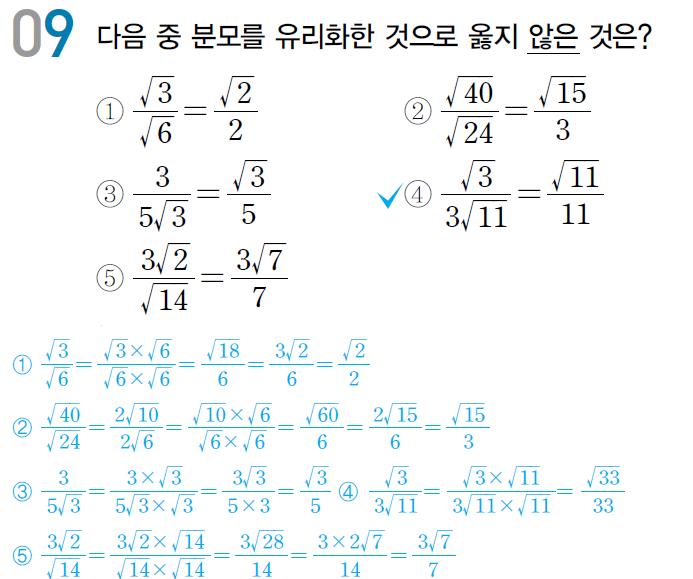 09 다음 중 분모를 유리화한 것으로 옳지 않은 것은?
① √3/√6 = √2/2 ② √40/√24 = √15/3
③ 3/5√3 = √3/5 ✓④ √3/3√11 = √11/11
⑤ 3√2/√14 = 3√7/7
① √3/√6 = √3×√6/√6×√6 = √18/6 = 3√2/6 = √2/2
② √40/√24 = 2√10/2√6 = √10×√6/√6×√6 = √60/6 = 2√15/6 = √15/3
③ 3/5√3 = 3×√3/5√3×√3 = 3√3/5×3 = √3/5 ④ √3/3√11 = √3×√11/3√11×√11 = √33/33
⑤ 3√2/√14 = 3√2×√14/√14×√14 = 3√28/14 = 3×2√7/14 = 3√7/7